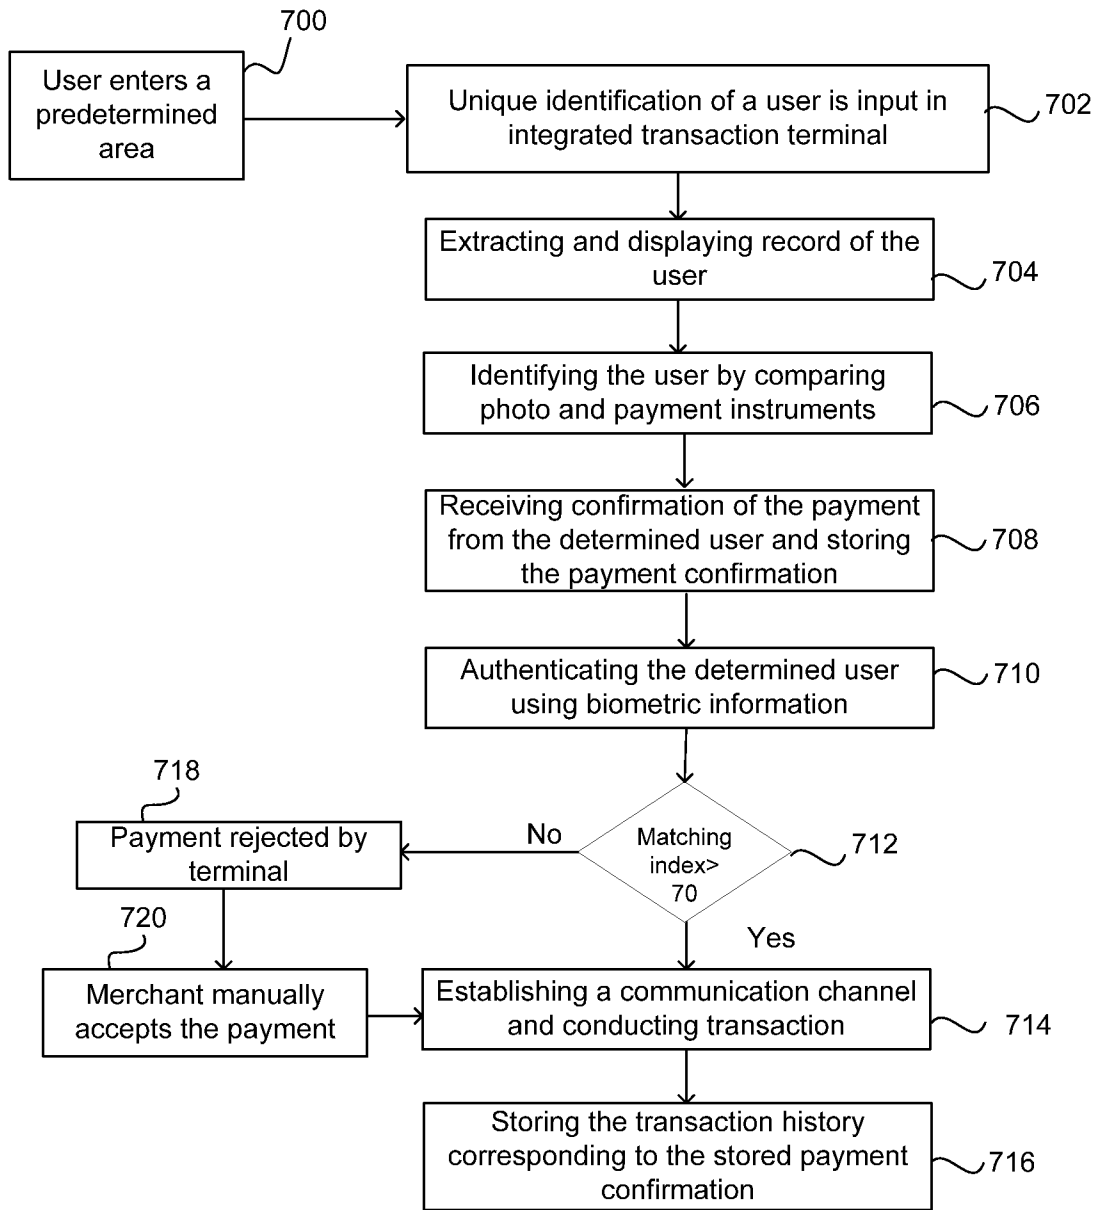 700
User enters a
predetermined
area
Unique identification of a user is input in
integrated transaction terminal
702
Extracting and displaying record of the
user
704
Identifying the user by comparing
photo and payment instruments
706
Receiving confirmation of the payment
from the determined user and storing
the payment confirmation
708
Authenticating the determined user
using biometric information
710
Matching
index>
70
712
No
718
Payment rejected by
terminal
Yes
720
Merchant manually
accepts the payment
Establishing a communication channel
and conducting transaction
714
Storing the transaction history
corresponding to the stored payment
confirmation
716